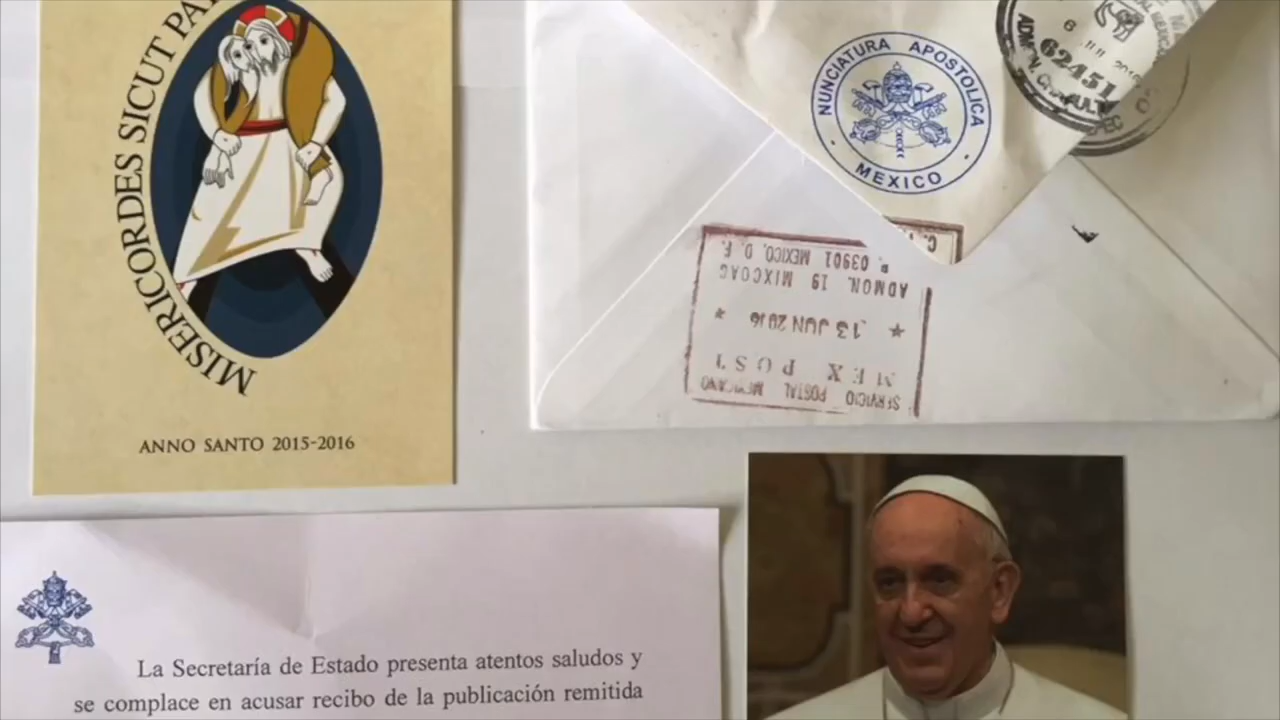 MISERICORDES SICUT PA
ANNO SANTO 2015-2016
NUNCIATURA APOSTOLICA
MEXICO
62451
SERVICIO POSTAL MEXICANO
MEX POST
★ 13 JUN 2016 ★
ADMON. 19 MIXCOAC
03901 MEXICO, D. F.
La Secretaría de Estado presenta atentos saludos y
se complace en acusar recibo de la publicación remitida